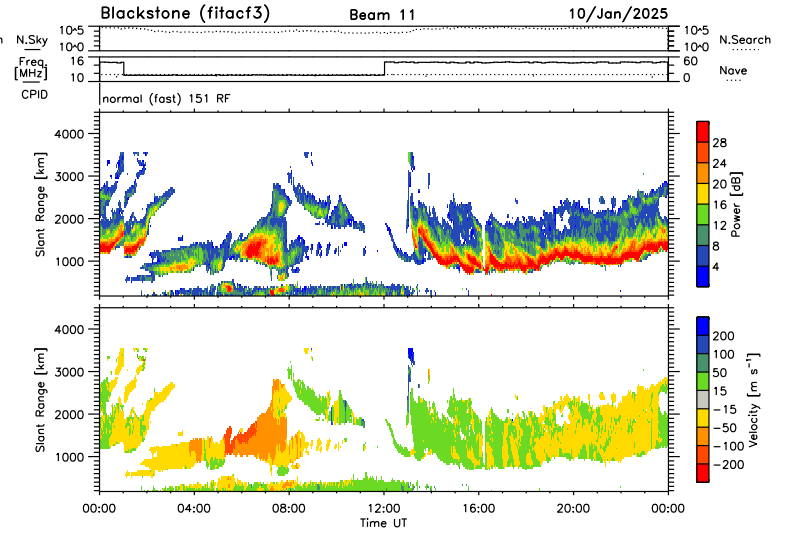 Blackstone (fitacf3) Beam 11 10/Jan/2025
n N.Sky 10^5 10^0 10^5 10^0 N.Search
Freq. [MHz] 16 10 60 0 Nave
CPID normal (fast) 151 RF
Slant Range [km] 4000 3000 2000 1000
28 24 20 16 12 8 4 Power [dB]
Slant Range [km] 4000 3000 2000 1000
200 100 50 15 −15 −50 −100 −200 Velocity [m s⁻¹]
00:00 04:00 08:00 12:00 16:00 20:00 00:00
Time UT